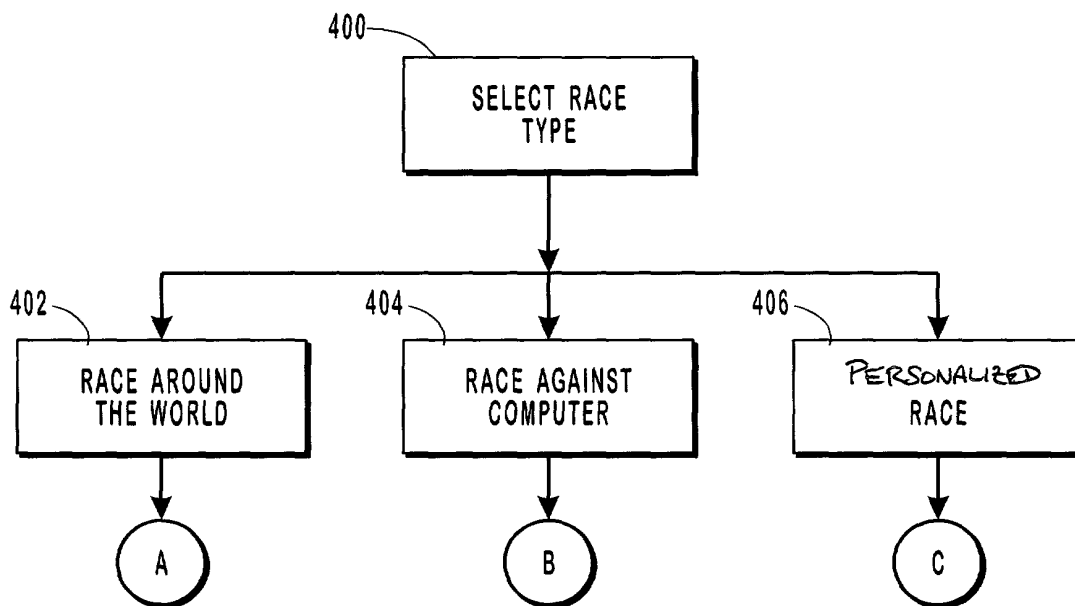 400
SELECT RACE
TYPE
402
404
406
RACE AROUND
THE WORLD
RACE AGAINST
COMPUTER
PERSONALIZED
RACE
A
B
C